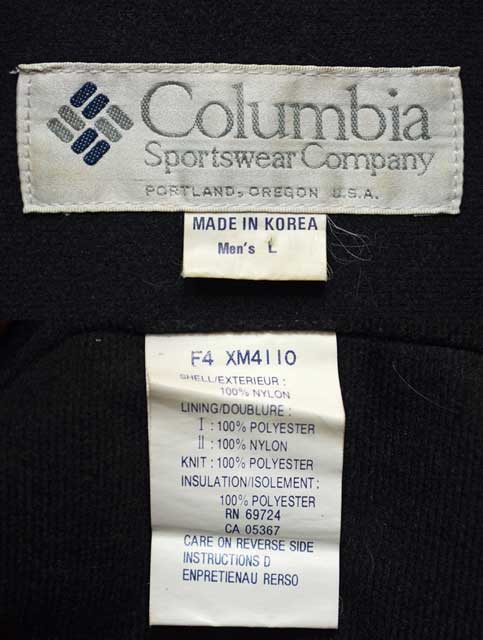 Columbia
Sportswear Company
PORTLAND, OREGON U.S.A.
MADE IN KOREA
Men's L
F4 XM4110
SHELL/EXTERIEUR :
100% NYLON
LINING/DOUBLURE :
I : 100% POLYESTER
II : 100% NYLON
KNIT : 100% POLYESTER
INSULATION/ISOLEMENT :
100% POLYESTER
RN 69724
CA 05367
CARE ON REVERSE SIDE
INSTRUCTIONS D
ENPRETIENAU RERSO